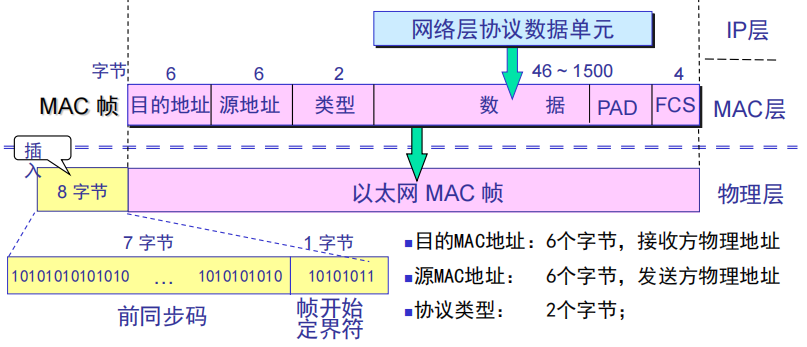 网络层协议数据单元
IP层
字节 6 6 2 46 ~ 1500 4
MAC 帧 目的地址 源地址 类型 数 据 PAD FCS MAC层
插
入
8 字节 以太网 MAC 帧 物理层
7 字节 1 字节
10101010101010 … 1010101010 10101011
前同步码 帧开始
定界符
■目的MAC地址：6个字节，接收方物理地址
■源MAC地址： 6个字节，发送方物理地址
■协议类型： 2个字节；